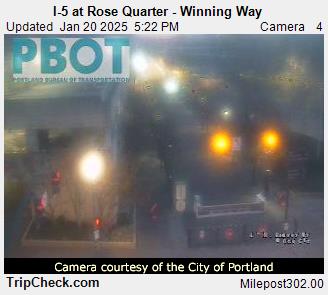 I-5 at Rose Quarter - Winning Way
Updated Jan 20 2025 5:22 PM Camera 4
PBOT
PORTLAND BUREAU OF TRANSPORTATION
Camera courtesy of the City of Portland
TripCheck.com Milepost302.00